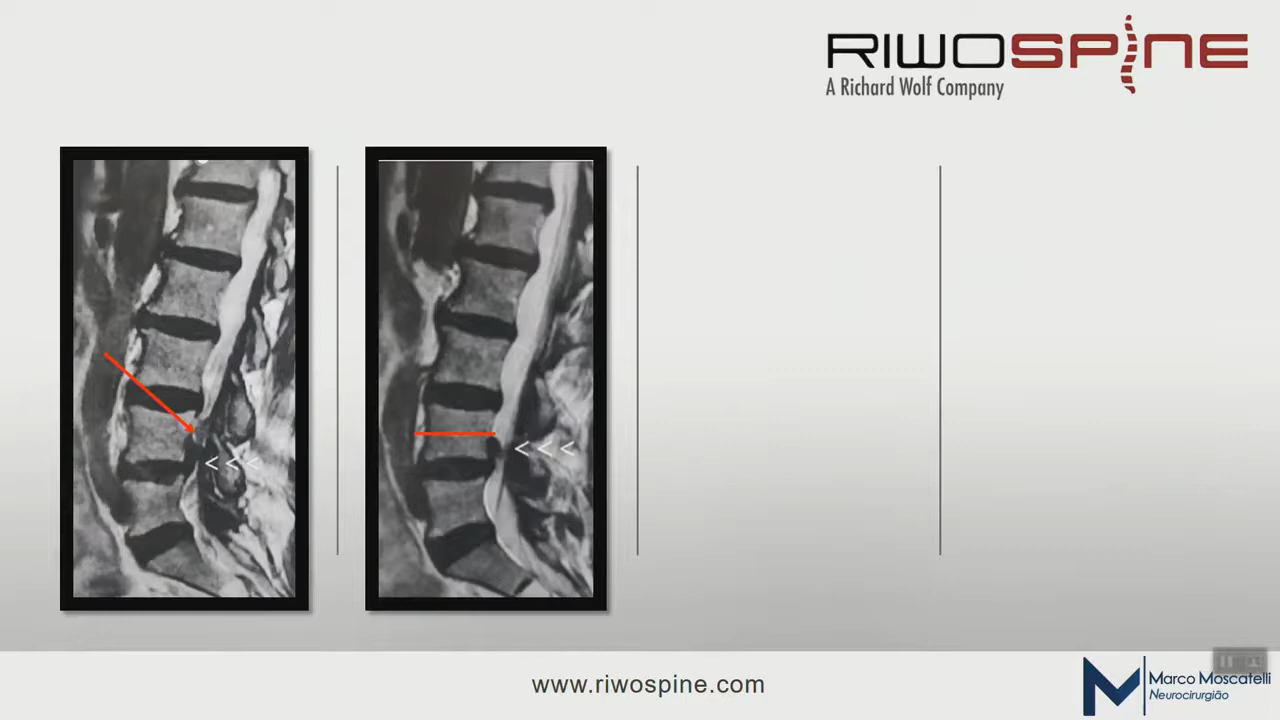 RIWOSPINE
A Richard Wolf Company
< < <
< < <
www.riwospine.com
Marco Moscatelli
Neurocirurgião